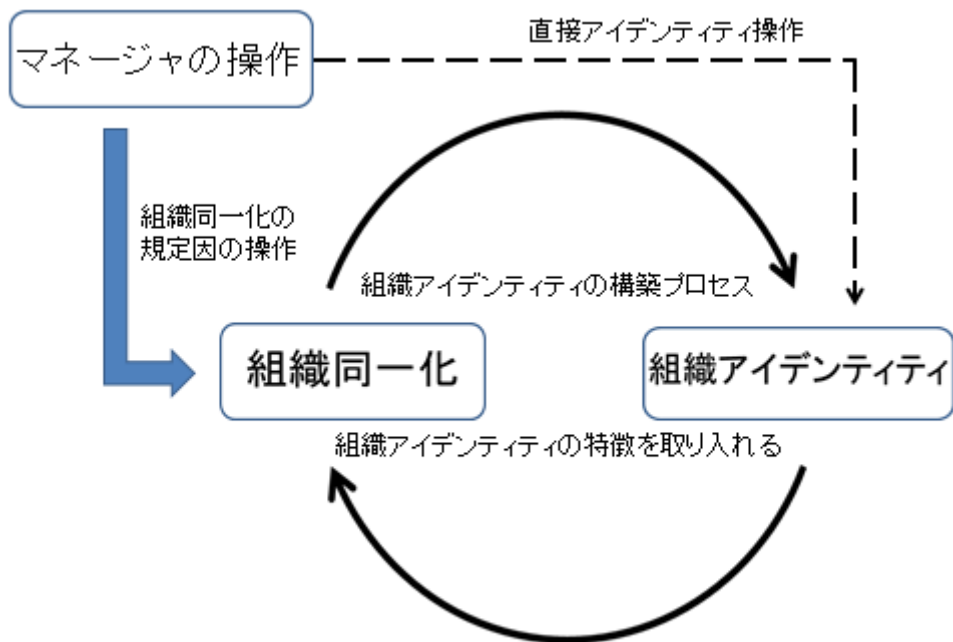 直接アイデンティティ操作
マネージャの操作
組織同一化の
規定因の操作
組織アイデンティティの構築プロセス
組織同一化
組織アイデンティティ
組織アイデンティティの特徴を取り入れる